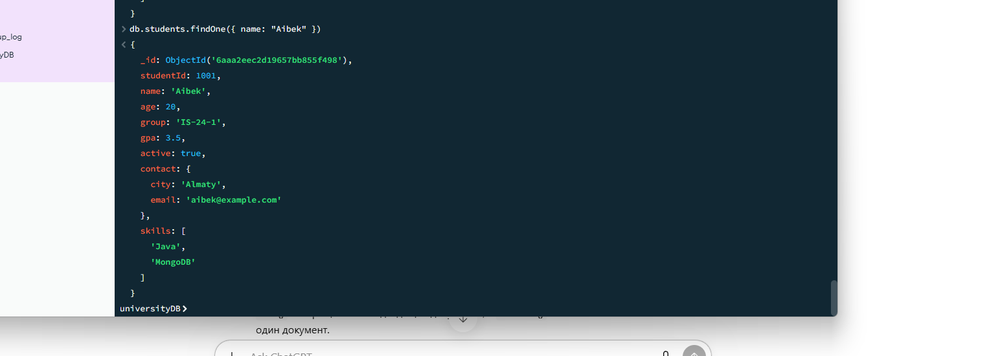 }
up_log
yDB
db.students.findOne({ name: "Aibek" })
{
_id: ObjectId('6aaa2eec2d19657bb855f498'),
studentId: 1001,
name: 'Aibek',
age: 20,
group: 'IS-24-1',
gpa: 3.5,
active: true,
contact: {
city: 'Almaty',
email: 'aibek@example.com'
},
skills: [
'Java',
'MongoDB'
]
}
universityDB>
один документ.
Ask ChatGPT